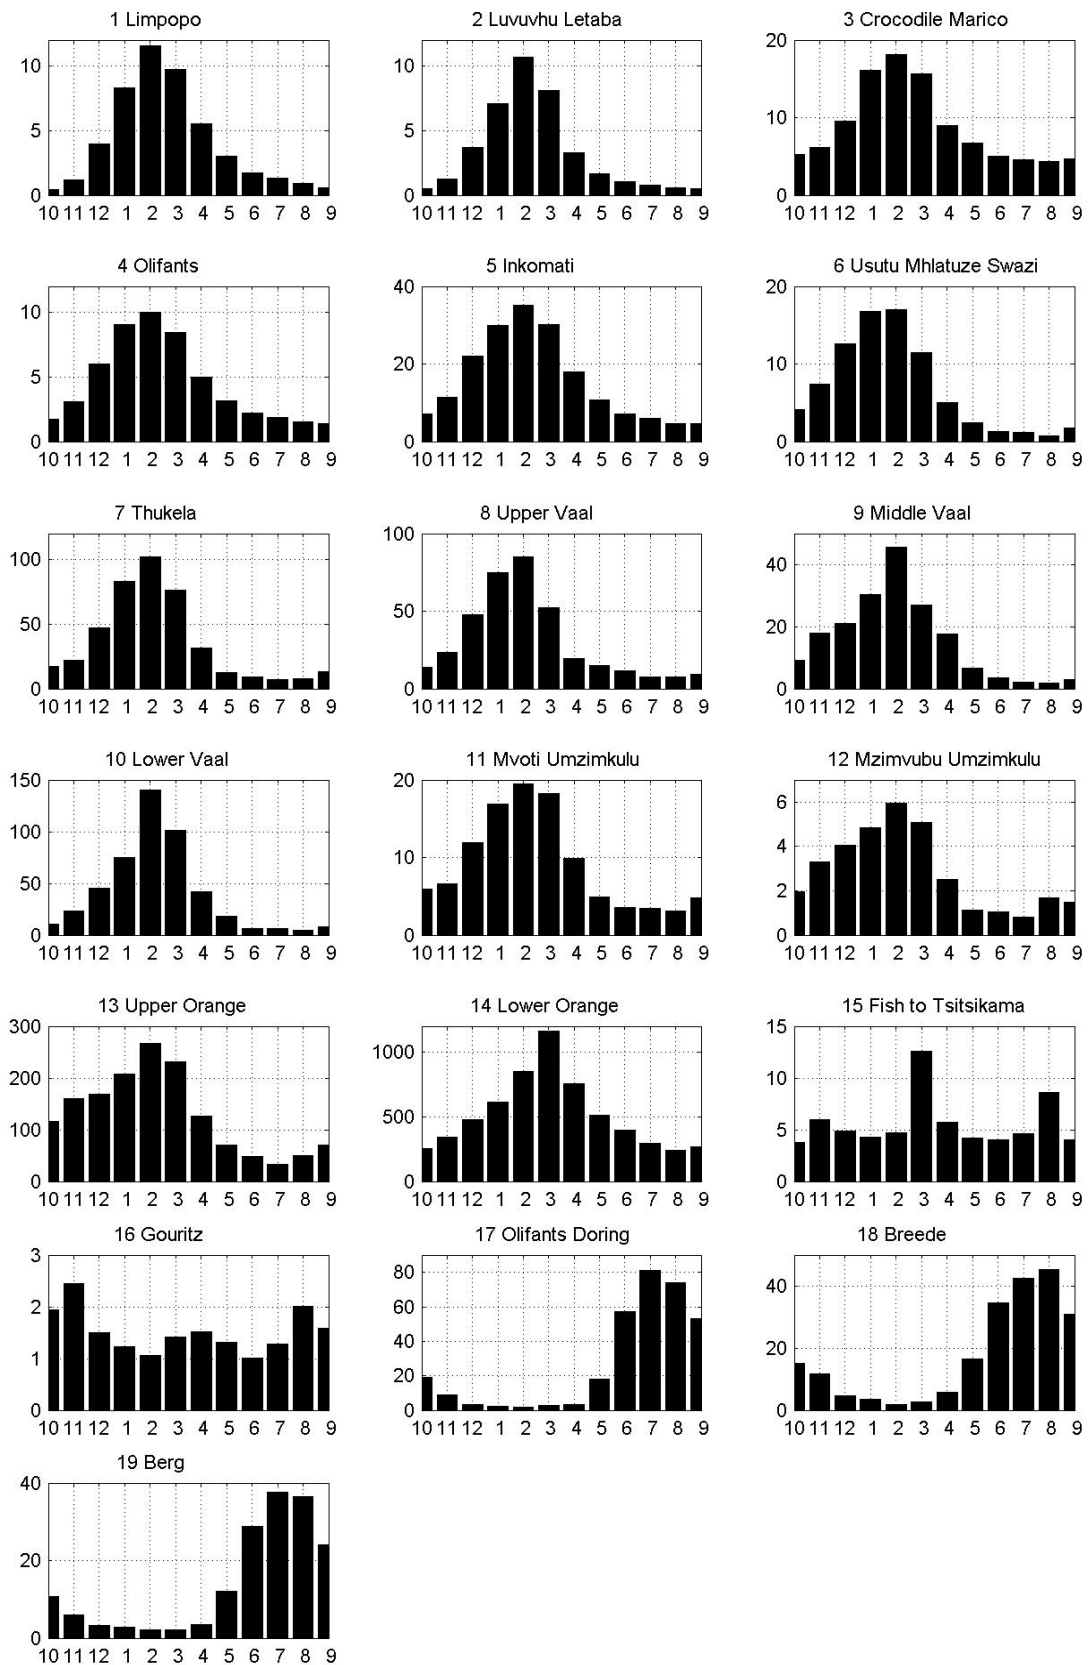 1 Limpopo
10
5
0
10 11 12 1 2 3 4 5 6 7 8 9
2 Luvuvhu Letaba
10
5
0
10 11 12 1 2 3 4 5 6 7 8 9
3 Crocodile Marico
20
10
0
10 11 12 1 2 3 4 5 6 7 8 9
4 Olifants
10
5
0
10 11 12 1 2 3 4 5 6 7 8 9
5 Inkomati
40
20
0
10 11 12 1 2 3 4 5 6 7 8 9
6 Usutu Mhlatuze Swazi
20
10
0
10 11 12 1 2 3 4 5 6 7 8 9
7 Thukela
100
50
0
10 11 12 1 2 3 4 5 6 7 8 9
8 Upper Vaal
100
50
0
10 11 12 1 2 3 4 5 6 7 8 9
9 Middle Vaal
40
20
0
10 11 12 1 2 3 4 5 6 7 8 9
10 Lower Vaal
150
100
50
0
10 11 12 1 2 3 4 5 6 7 8 9
11 Mvoti Umzimkulu
20
10
0
10 11 12 1 2 3 4 5 6 7 8 9
12 Mzimvubu Umzimkulu
6
4
2
0
10 11 12 1 2 3 4 5 6 7 8 9
13 Upper Orange
300
200
100
0
10 11 12 1 2 3 4 5 6 7 8 9
14 Lower Orange
1000
500
0
10 11 12 1 2 3 4 5 6 7 8 9
15 Fish to Tsitsikama
15
10
5
0
10 11 12 1 2 3 4 5 6 7 8 9
16 Gouritz
3
2
1
0
10 11 12 1 2 3 4 5 6 7 8 9
17 Olifants Doring
80
60
40
20
0
10 11 12 1 2 3 4 5 6 7 8 9
18 Breede
40
20
0
10 11 12 1 2 3 4 5 6 7 8 9
19 Berg
40
20
0
10 11 12 1 2 3 4 5 6 7 8 9